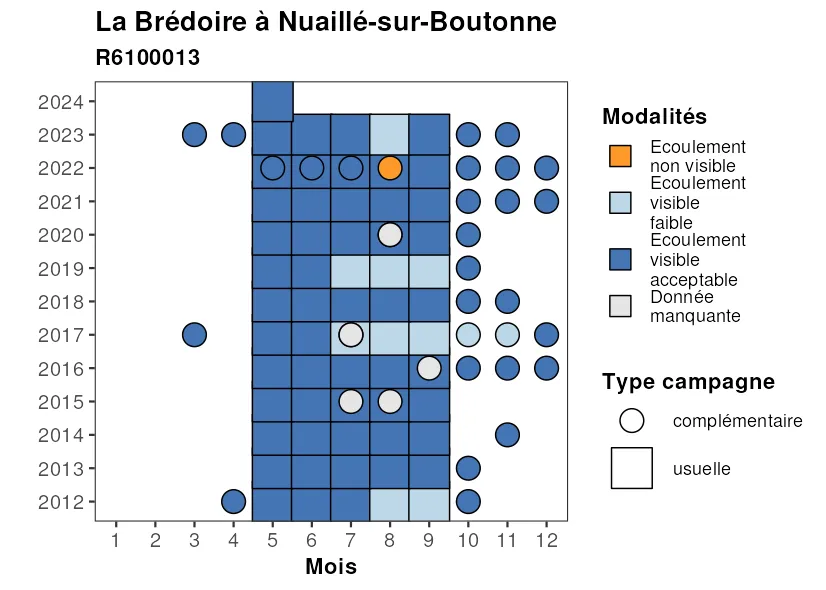 La Brédoire à Nuaillé-sur-Boutonne
R6100013
2024
2023
2022
2021
2020
2019
2018
2017
2016
2015
2014
2013
2012
1 2 3 4 5 6 7 8 9 10 11 12
Mois
Modalités
Ecoulement
non visible
Ecoulement
visible
faible
Ecoulement
visible
acceptable
Donnée
manquante
Type campagne
complémentaire
usuelle